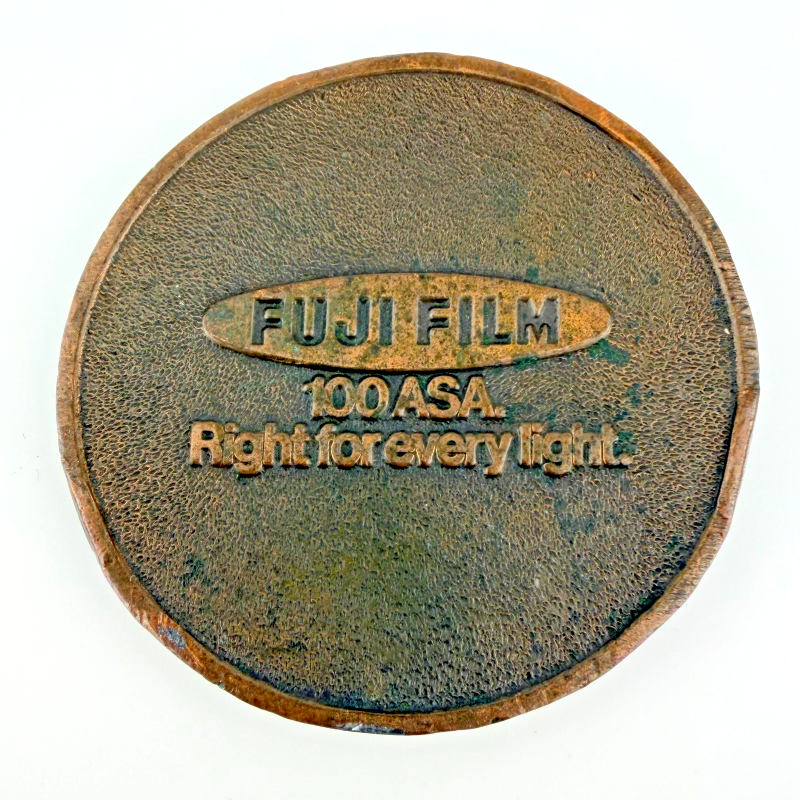 FUJI FILM
100 ASA.
Right for every light.